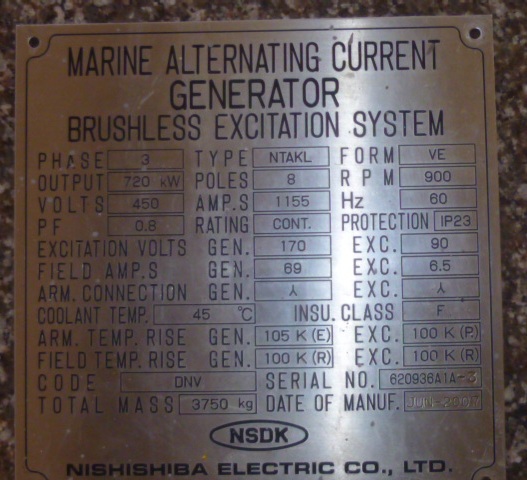 MARINE ALTERNATING CURRENT
GENERATOR
BRUSHLESS EXCITATION SYSTEM
PHASE 3 TYPE NTAKL FORM VE
OUTPUT 720 kW POLES 8 RPM 900
VOLTS 450 AMP.S 1155 Hz 60
PF 0.8 RATING CONT. PROTECTION IP23
EXCITATION VOLTS GEN. 170 EXC. 90
FIELD AMP.S GEN. 69 EXC. 6.5
ARM. CONNECTION GEN. EXC.
COOLANT TEMP. 45 ℃ INSU. CLASS F
ARM. TEMP. RISE GEN. 105 K (E) EXC. 100 K (R)
FIELD TEMP. RISE GEN. 100 K (R) EXC. 100 K (R)
CODE DNV SERIAL NO. 620936A1A-3
TOTAL MASS 3750 kg DATE OF MANUF.
NSDK
NISHISHIBA ELECTRIC CO., LTD.